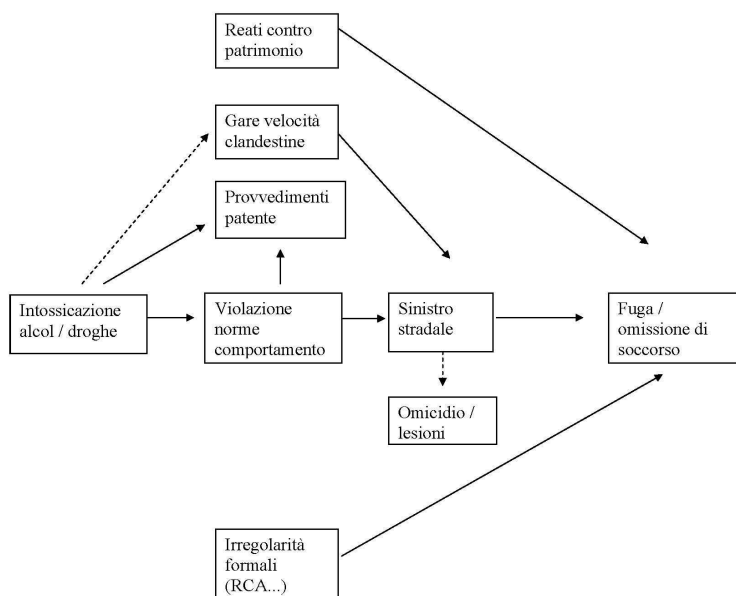 Reati contro
patrimonio
Gare velocità
clandestine
Provvedimenti
patente
Intossicazione
alcol / droghe
Violazione
norme
comportamento
Sinistro
stradale
Fuga /
omissione di
soccorso
Omicidio /
lesioni
Irregolarità
formali
(RCA...)